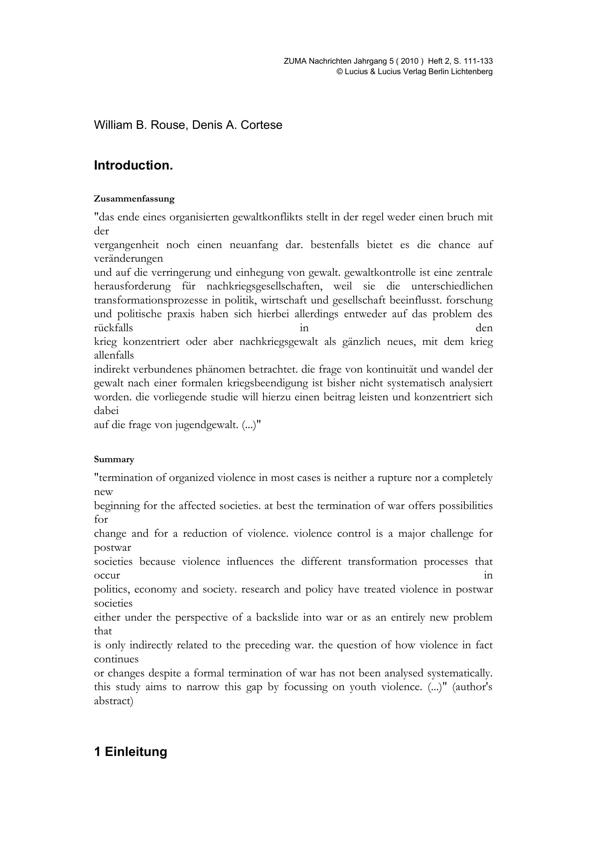 ZUMA Nachrichten Jahrgang 5 ( 2010 ) Heft 2, S. 111-133
© Lucius & Lucius Verlag Berlin Lichtenberg
William B. Rouse, Denis A. Cortese
Introduction.
Zusammenfassung
"das ende eines organisierten gewaltkonflikts stellt in der regel weder einen bruch mit
der
vergangenheit noch einen neuanfang dar. bestenfalls bietet es die chance auf
veränderungen
und auf die verringerung und einhegung von gewalt. gewaltkontrolle ist eine zentrale
herausforderung für nachkriegsgesellschaften, weil sie die unterschiedlichen
transformationsprozesse in politik, wirtschaft und gesellschaft beeinflusst. forschung
und politische praxis haben sich hierbei allerdings entweder auf das problem des
rückfalls in den
krieg konzentriert oder aber nachkriegsgewalt als gänzlich neues, mit dem krieg
allenfalls
indirekt verbundenes phänomen betrachtet. die frage von kontinuität und wandel der
gewalt nach einer formalen kriegsbeendigung ist bisher nicht systematisch analysiert
worden. die vorliegende studie will hierzu einen beitrag leisten und konzentriert sich
dabei
auf die frage von jugendgewalt. (...)"
Summary
"termination of organized violence in most cases is neither a rupture nor a completely
new
beginning for the affected societies. at best the termination of war offers possibilities
for
change and for a reduction of violence. violence control is a major challenge for
postwar
societies because violence influences the different transformation processes that
occur in
politics, economy and society. research and policy have treated violence in postwar
societies
either under the perspective of a backslide into war or as an entirely new problem
that
is only indirectly related to the preceding war. the question of how violence in fact
continues
or changes despite a formal termination of war has not been analysed systematically.
this study aims to narrow this gap by focussing on youth violence. (...)" (author's
abstract)
1 Einleitung